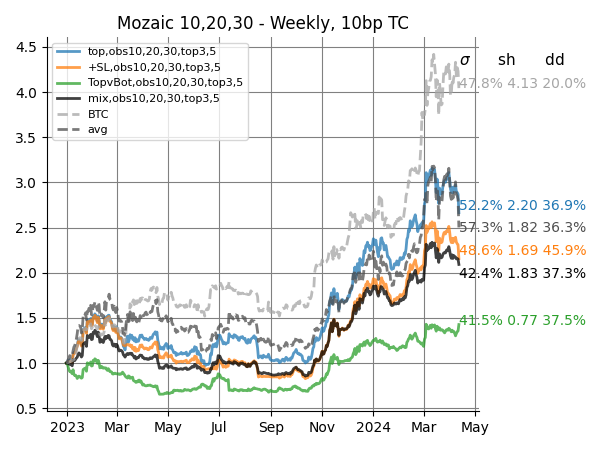 Mozaic 10,20,30 - Weekly, 10bp TC
top,obs10,20,30,top3,5
+SL,obs10,20,30,top3,5
TopvBot,obs10,20,30,top3,5
mix,obs10,20,30,top3,5
BTC
avg
σ sh dd
47.8% 4.13 20.0%
52.2% 2.20 36.9%
57.3% 1.82 36.3%
48.6% 1.69 45.9%
42.4% 1.83 37.3%
41.5% 0.77 37.5%
4.5
4.0
3.5
3.0
2.5
2.0
1.5
1.0
0.5
2023 Mar May Jul Sep Nov 2024 Mar May